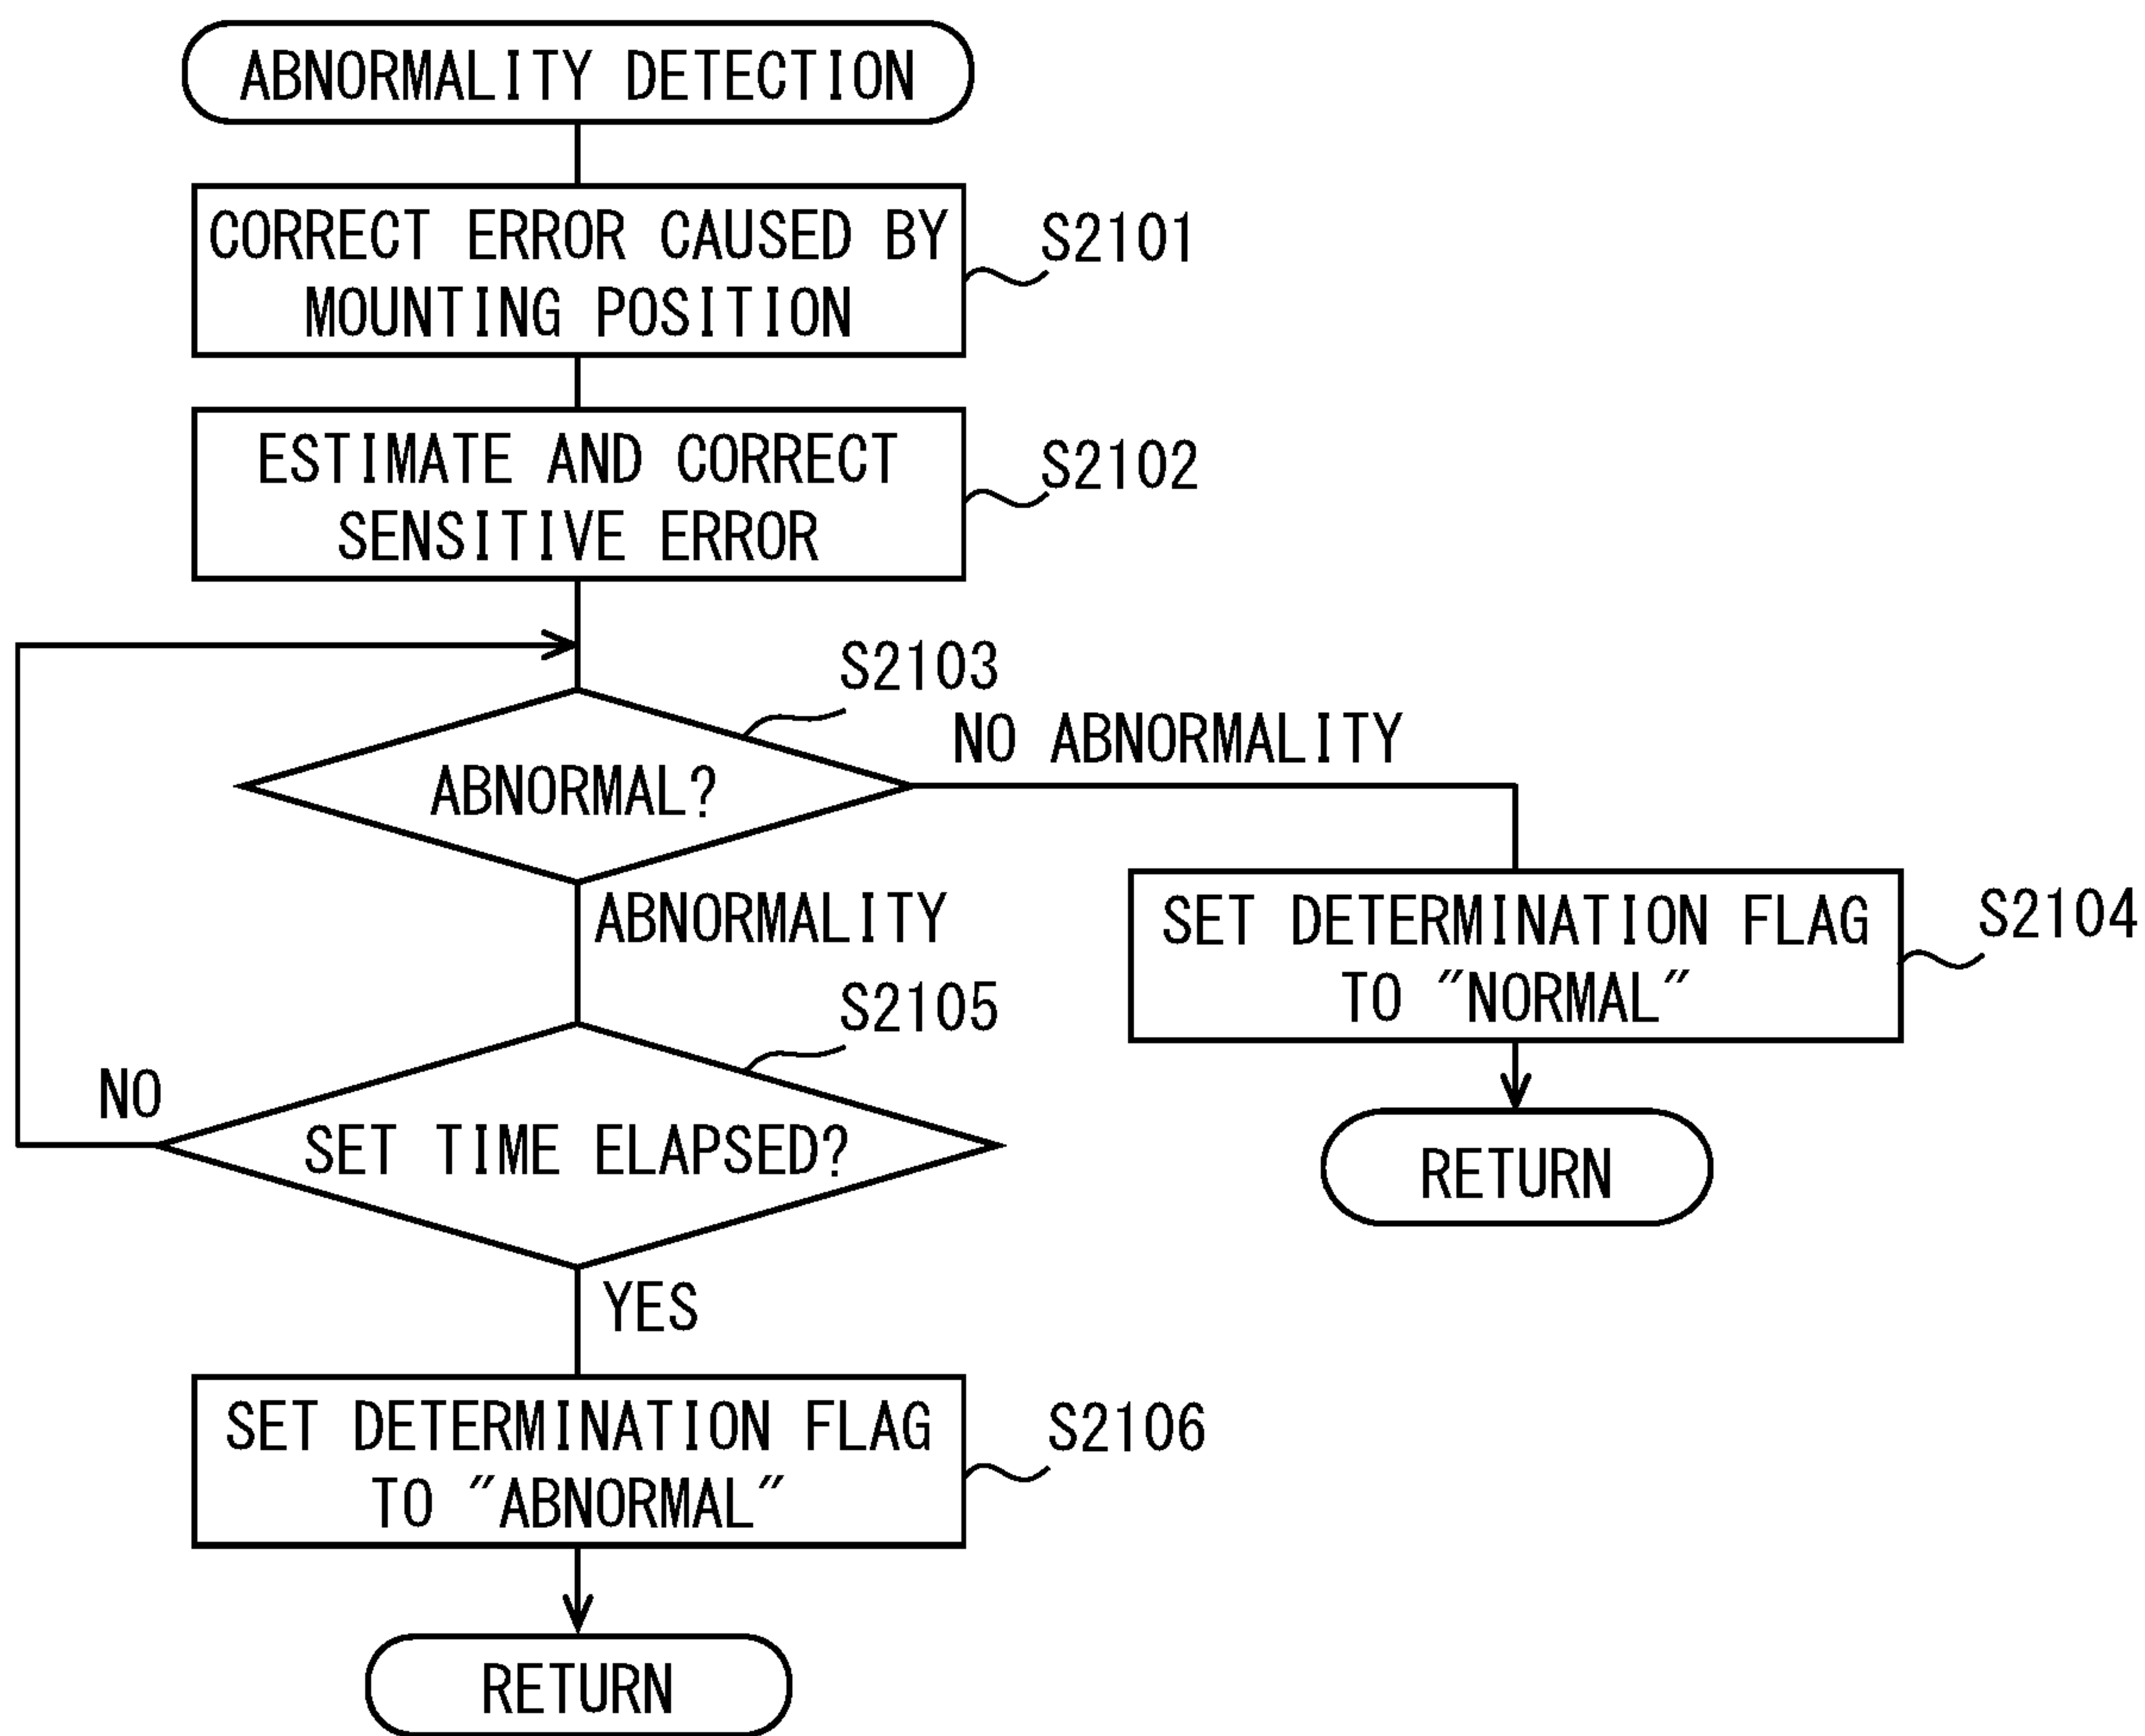 ABNORMALITY DETECTION
CORRECT ERROR CAUSED BY
MOUNTING POSITION
S2101
ESTIMATE AND CORRECT
SENSITIVE ERROR
S2102
S2103
ABNORMAL?
NO ABNORMALITY
ABNORMALITY
SET DETERMINATION FLAG
TO "NORMAL"
S2104
RETURN
S2105
SET TIME ELAPSED?
NO
YES
SET DETERMINATION FLAG
TO "ABNORMAL"
S2106
RETURN